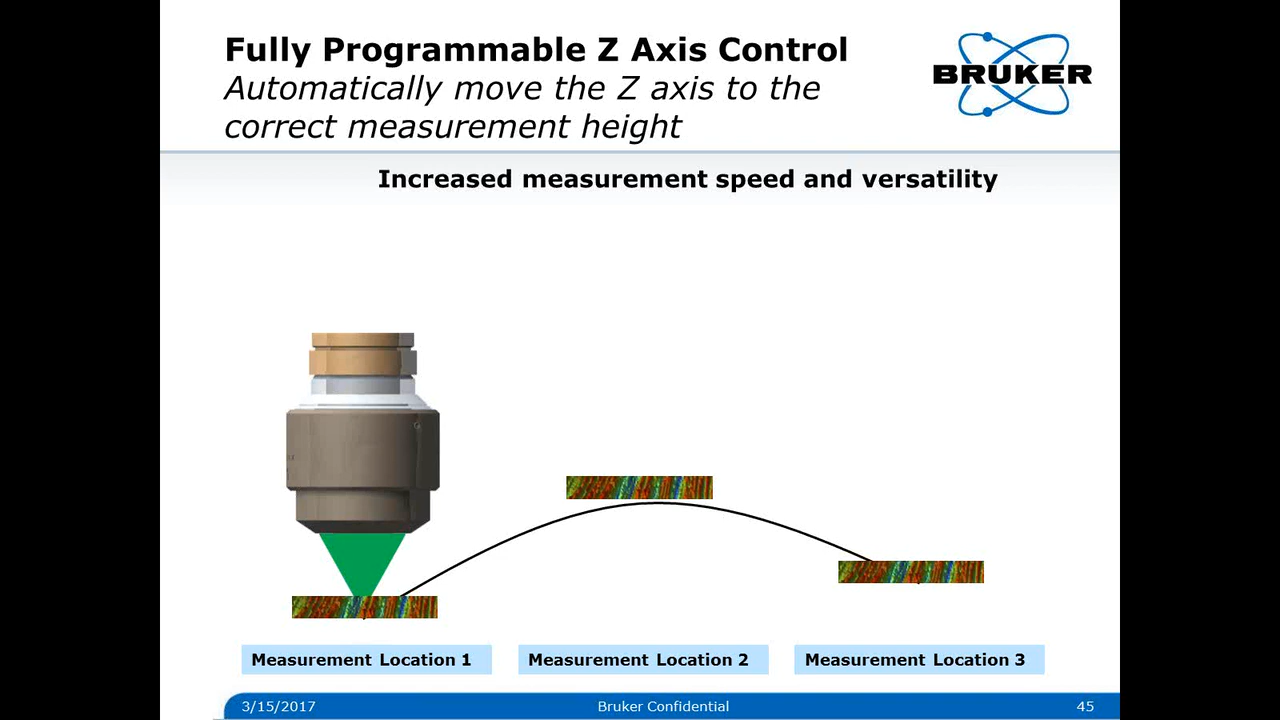 Fully Programmable Z Axis Control
Automatically move the Z axis to the
correct measurement height
BRUKER
Increased measurement speed and versatility
Measurement Location 1
Measurement Location 2
Measurement Location 3
3/15/2017
Bruker Confidential
45